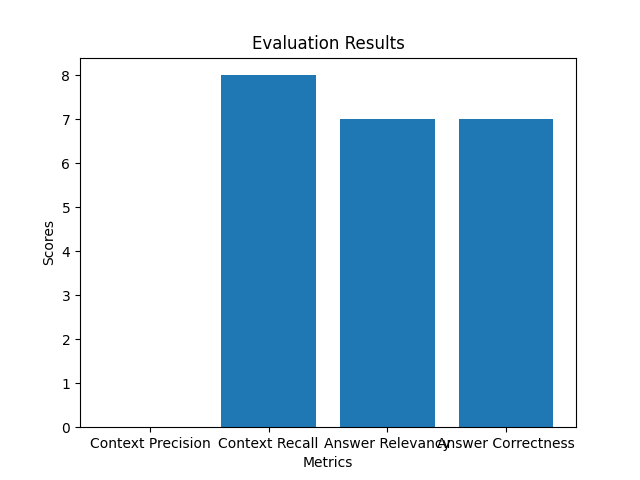 Evaluation Results
8
7
6
5
4
3
2
1
0
Scores
Context Precision
Context Recall
Answer Relevancy
Answer Correctness
Metrics